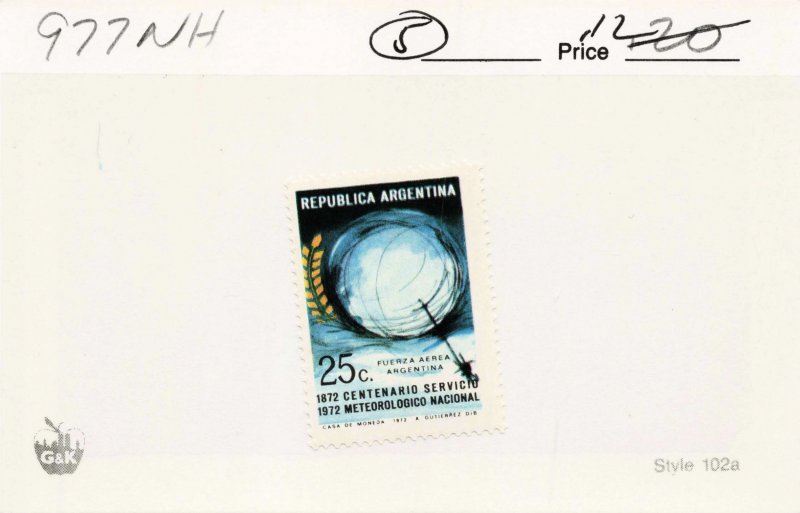 977NH
5
Price .12 .20
REPUBLICA ARGENTINA
25c.
FUERZA AEREA
ARGENTINA
1872 CENTENARIO SERVICIO
1972 METEOROLOGICO NACIONAL
CASA DE MONEDA 1972 A. GUTIERREZ DIB
G&K
Style 102a